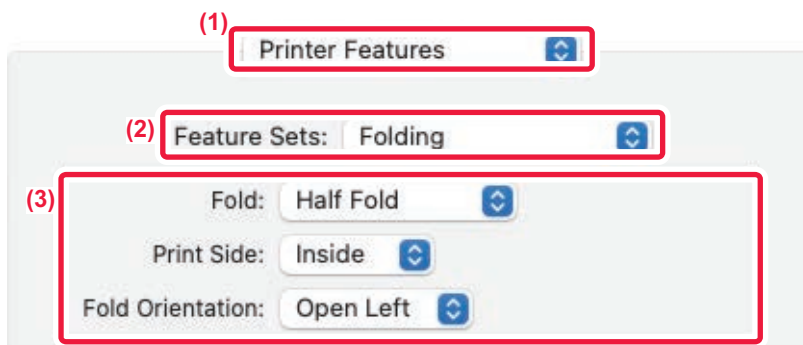 (1)
Printer Features
(2) Feature Sets: Folding
(3) Fold: Half Fold
Print Side: Inside
Fold Orientation: Open Left